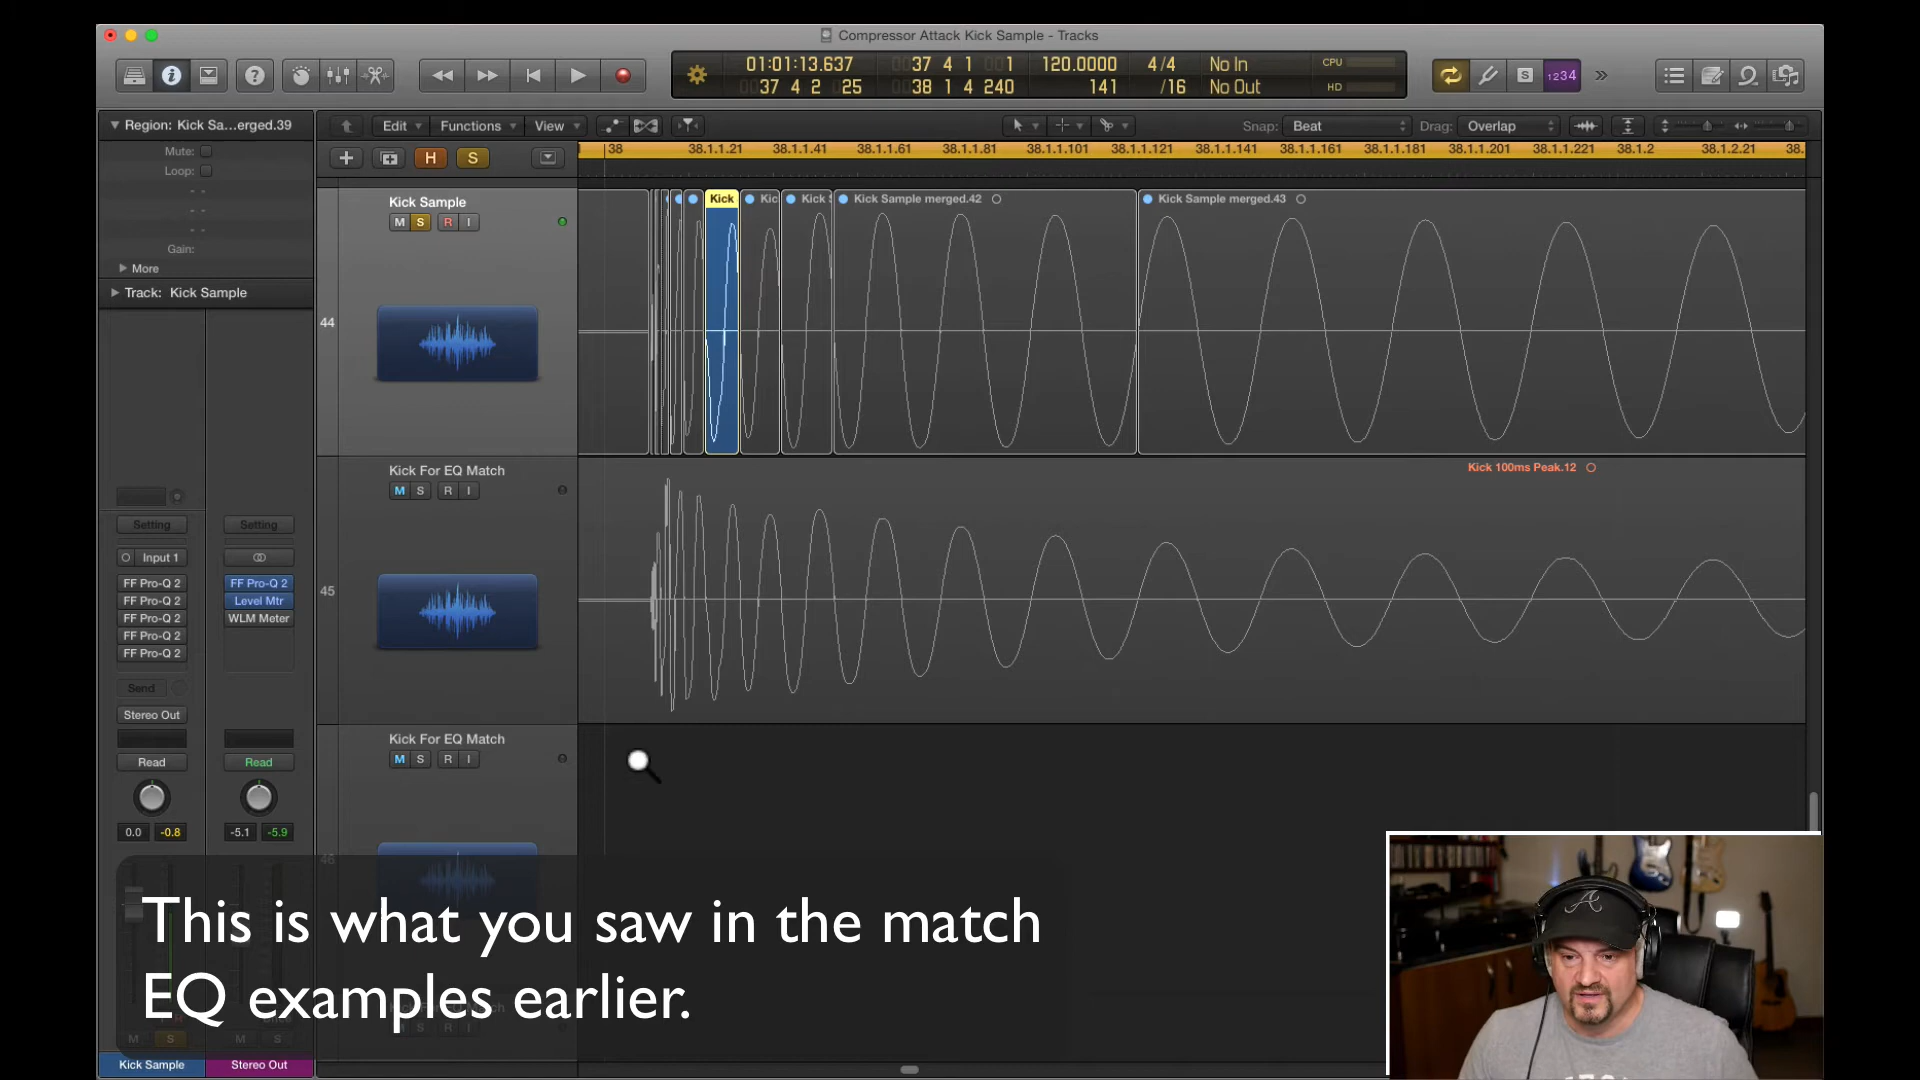 Compressor Attack Kick Sample - Tracks
01:01:13.637 37 4 1 001 1 120.0000 4/4 No In CPU
37 4 2 25 38 1 4 240 141 /16 No Out HD
S 1234
Region: Kick Sa...erged.39
Edit Functions View Snap: Beat Drag: Overlap
Mute:
Loop:
H S
38 38.1.1.21 38.1.1.41 38.1.1.61 38.1.1.81 38.1.1.101 38.1.1.121 38.1.1.141 38.1.1.161 38.1.1.181 38.1.1.201 38.1.1.221 38.1.2 38.1.2.21 38.
Gain:
More
Track: Kick Sample
Kick Sample
M S R I
Kick Kic Kick S Kick Sample merged.42 Kick Sample merged.43
44
Kick For EQ Match
M S R I
Kick 100ms Peak.12
45
Kick For EQ Match
M S R I
46
Setting Setting
Input 1
FF Pro-Q 2 FF Pro-Q 2
FF Pro-Q 2 Level Mtr
FF Pro-Q 2 WLM Meter
FF Pro-Q 2
FF Pro-Q 2
Send
Stereo Out
Read Read
0.0 -0.8 -5.1 -5.9
This is what you saw in the match
EQ examples earlier.
M S M S
Kick Sample Stereo Out
A